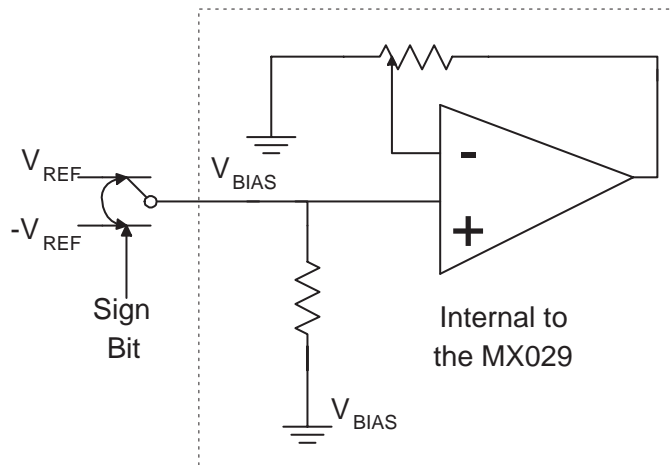 V REF
V BIAS
-
-V REF
+
Sign
Bit
Internal to
the MX029
V BIAS